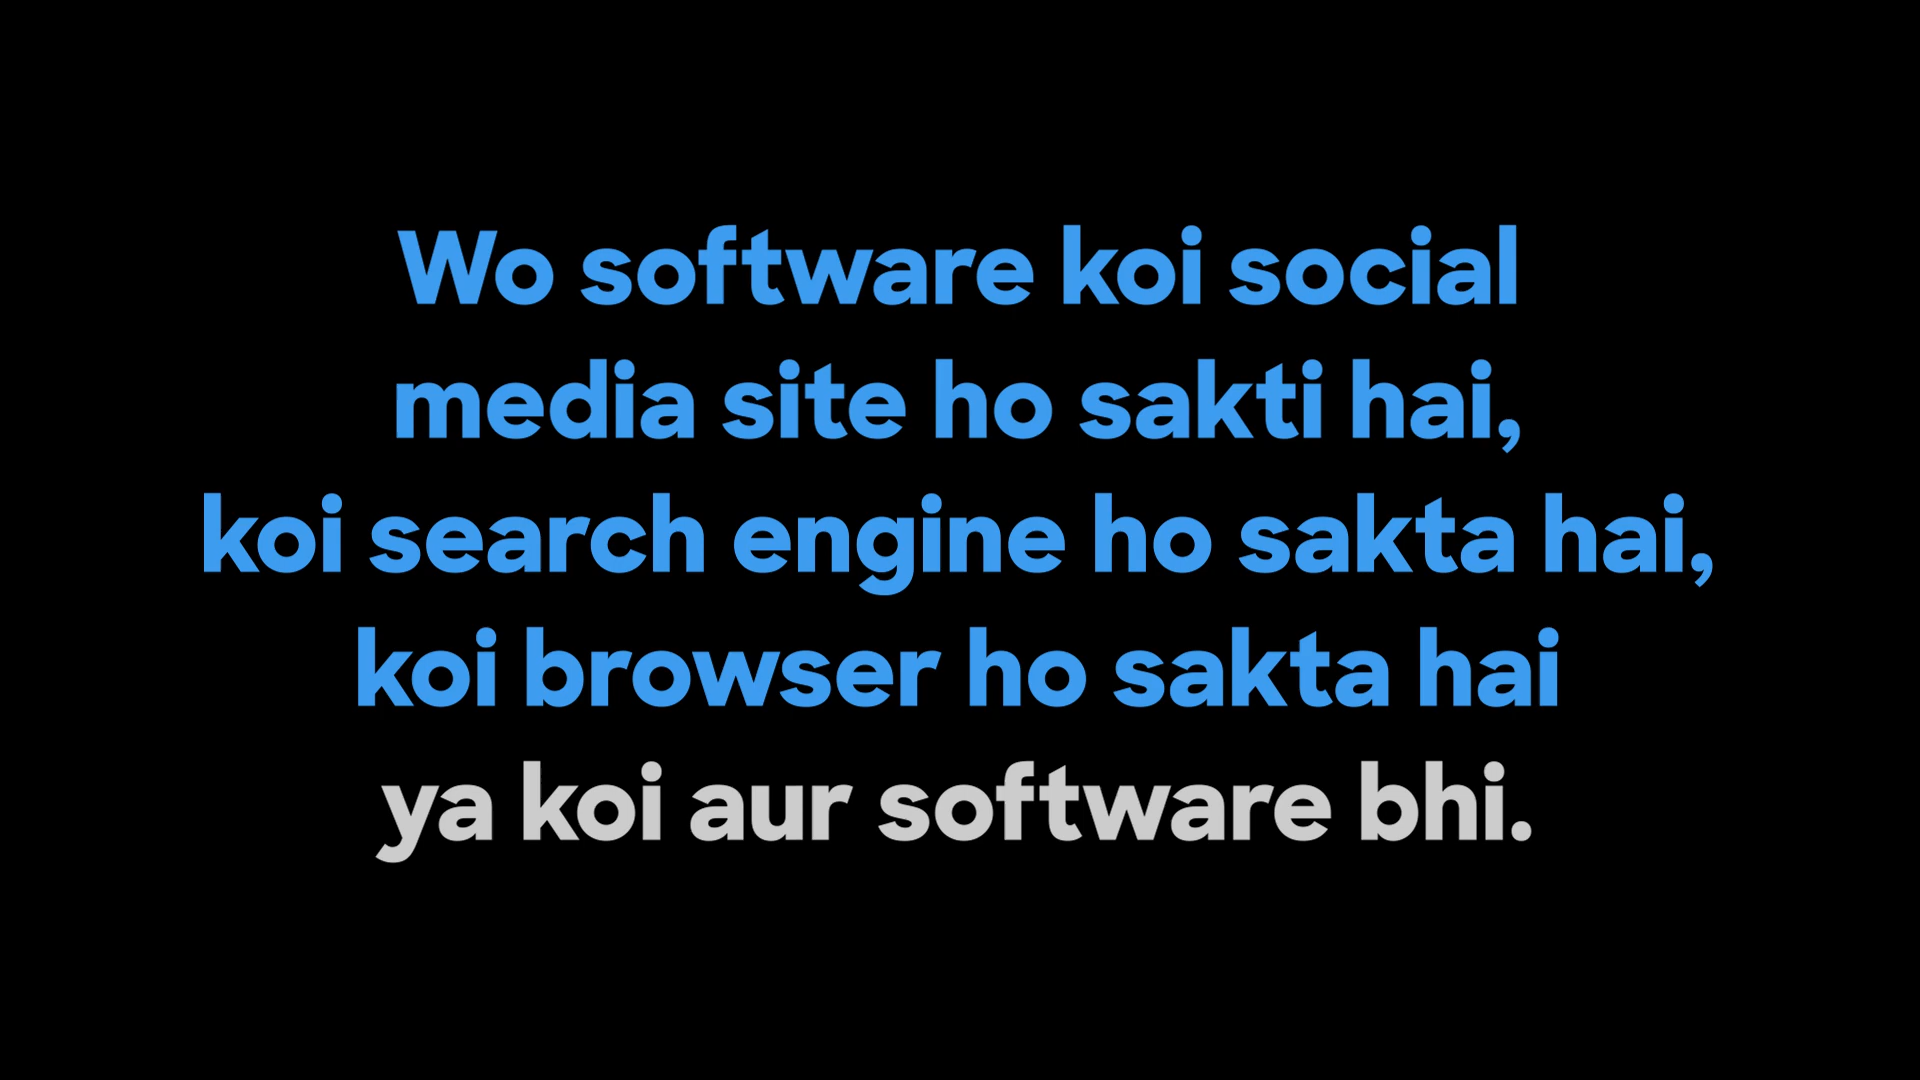 Wo software koi social
media site ho sakti hai,
koi search engine ho sakta hai,
koi browser ho sakta hai
ya koi aur software bhi.